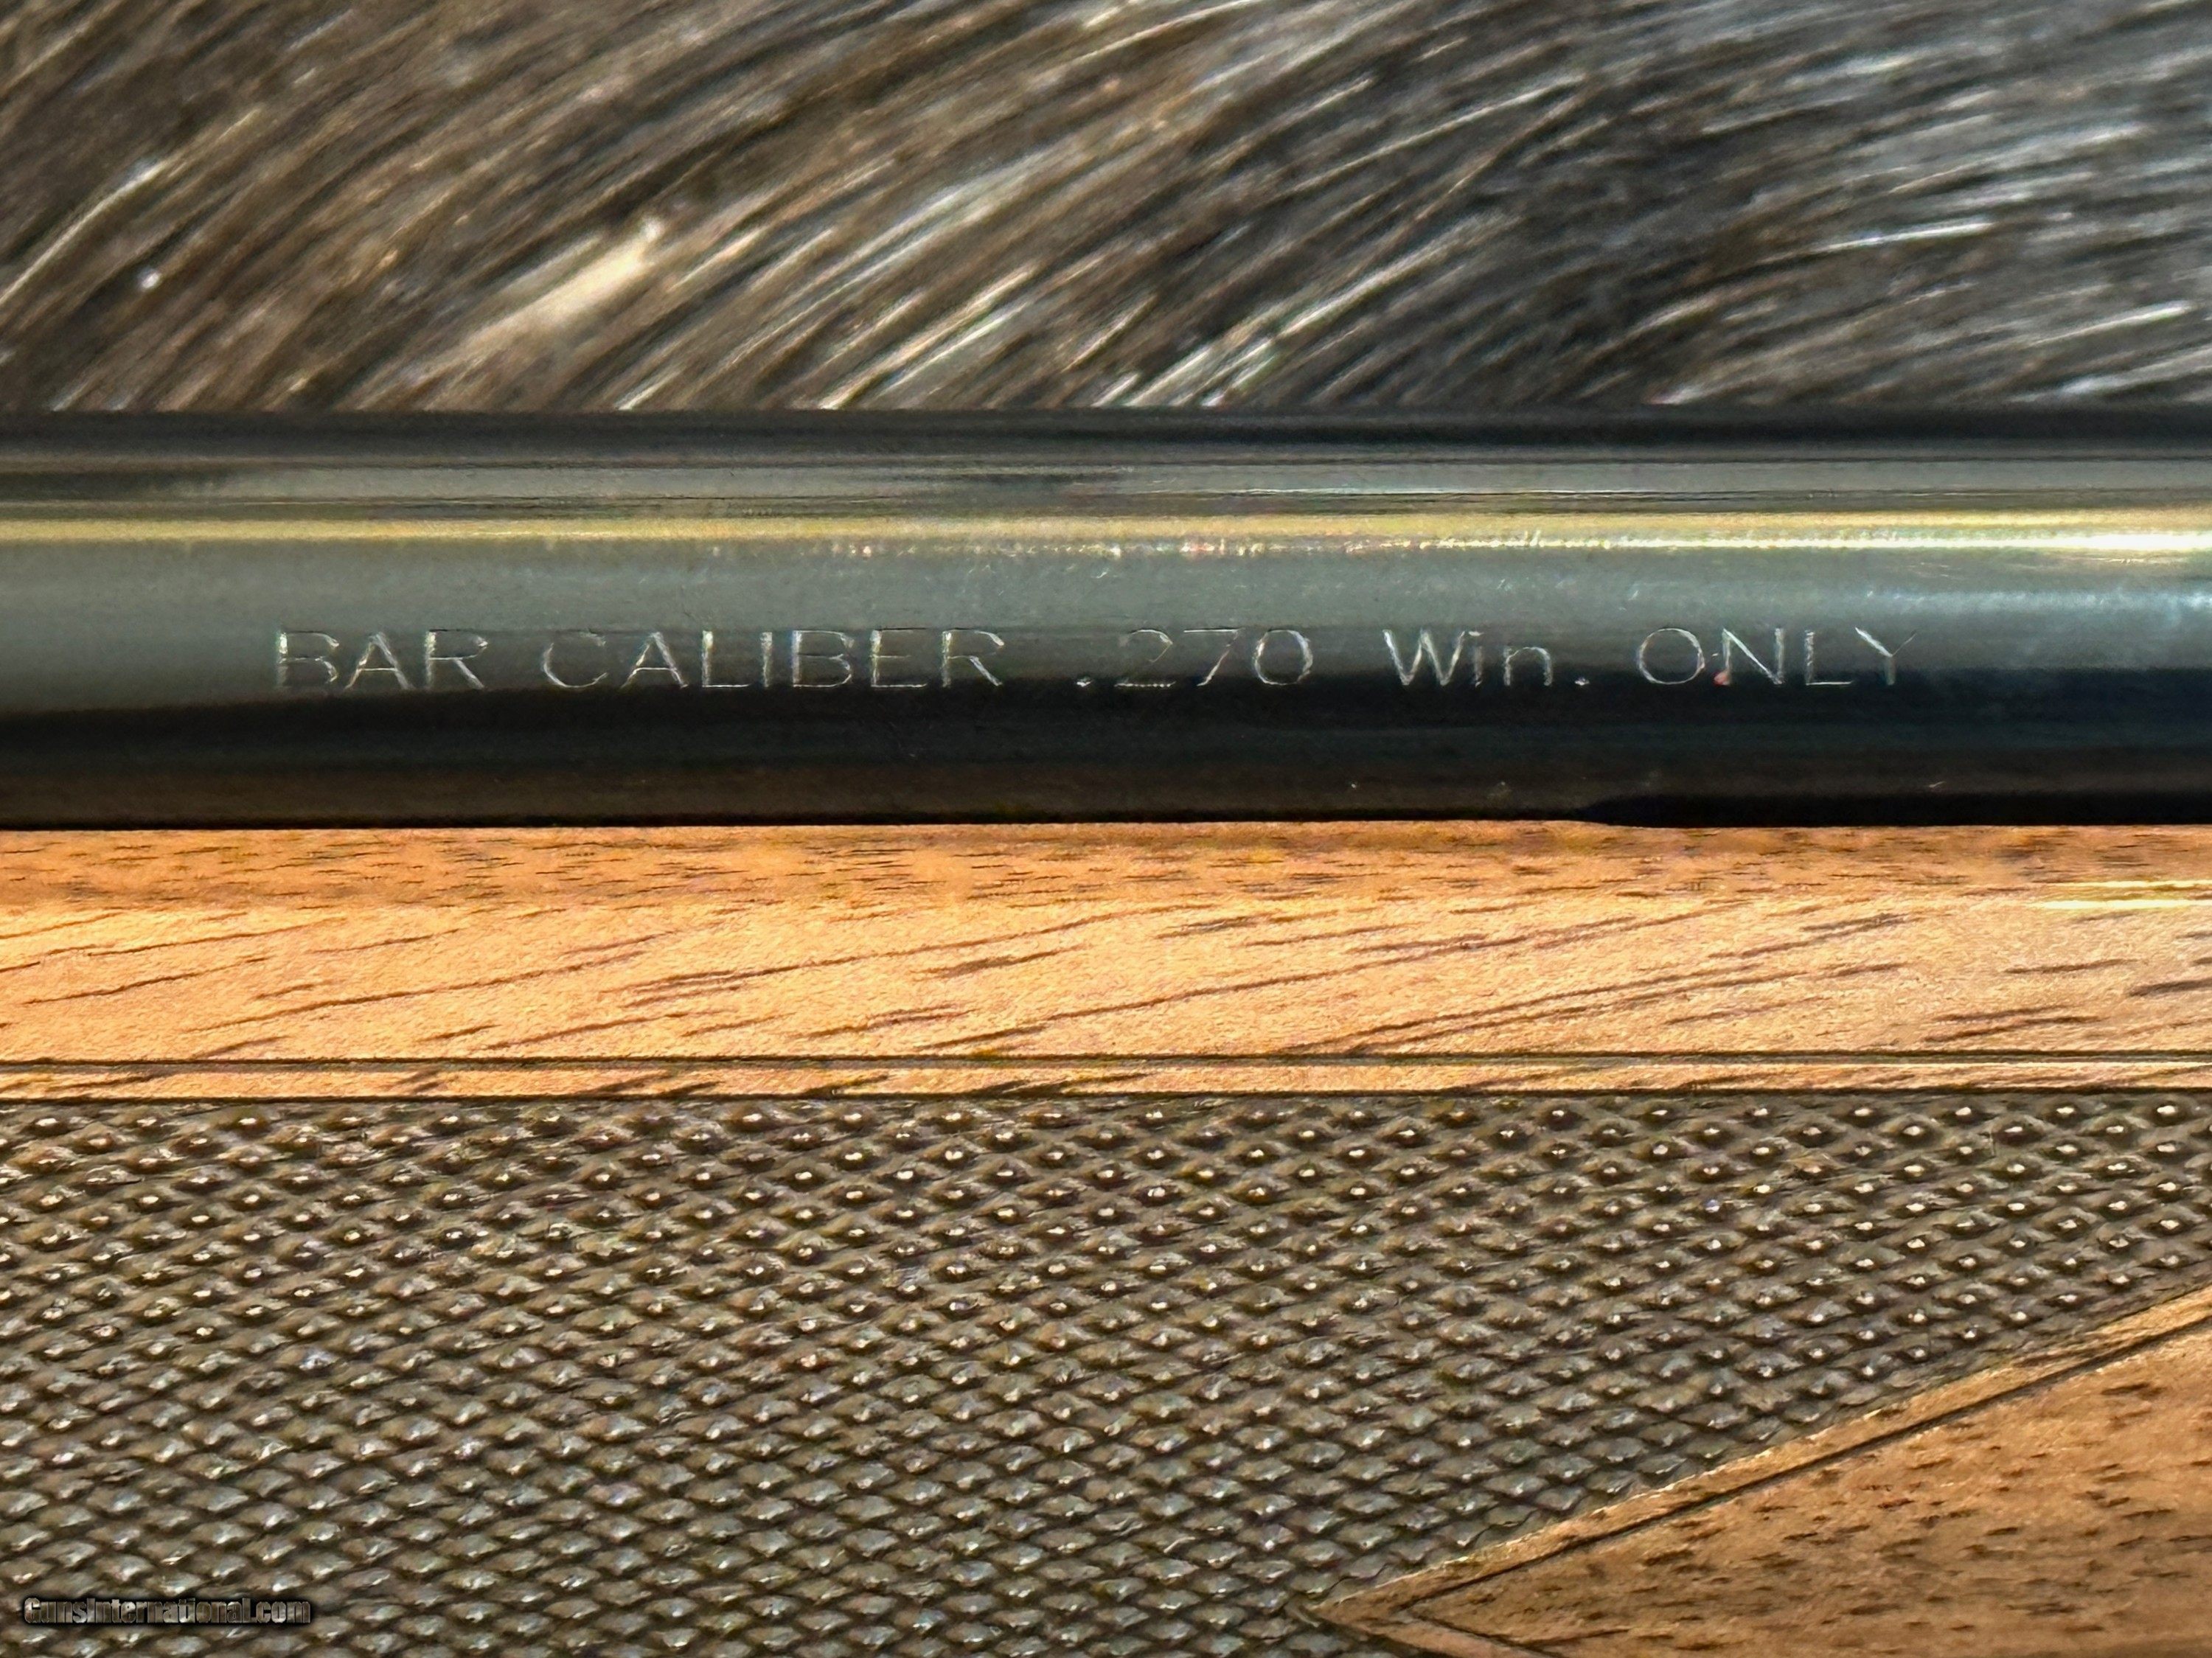 BAR CALIBER .270 Win. ONLY
GunsInternational.com